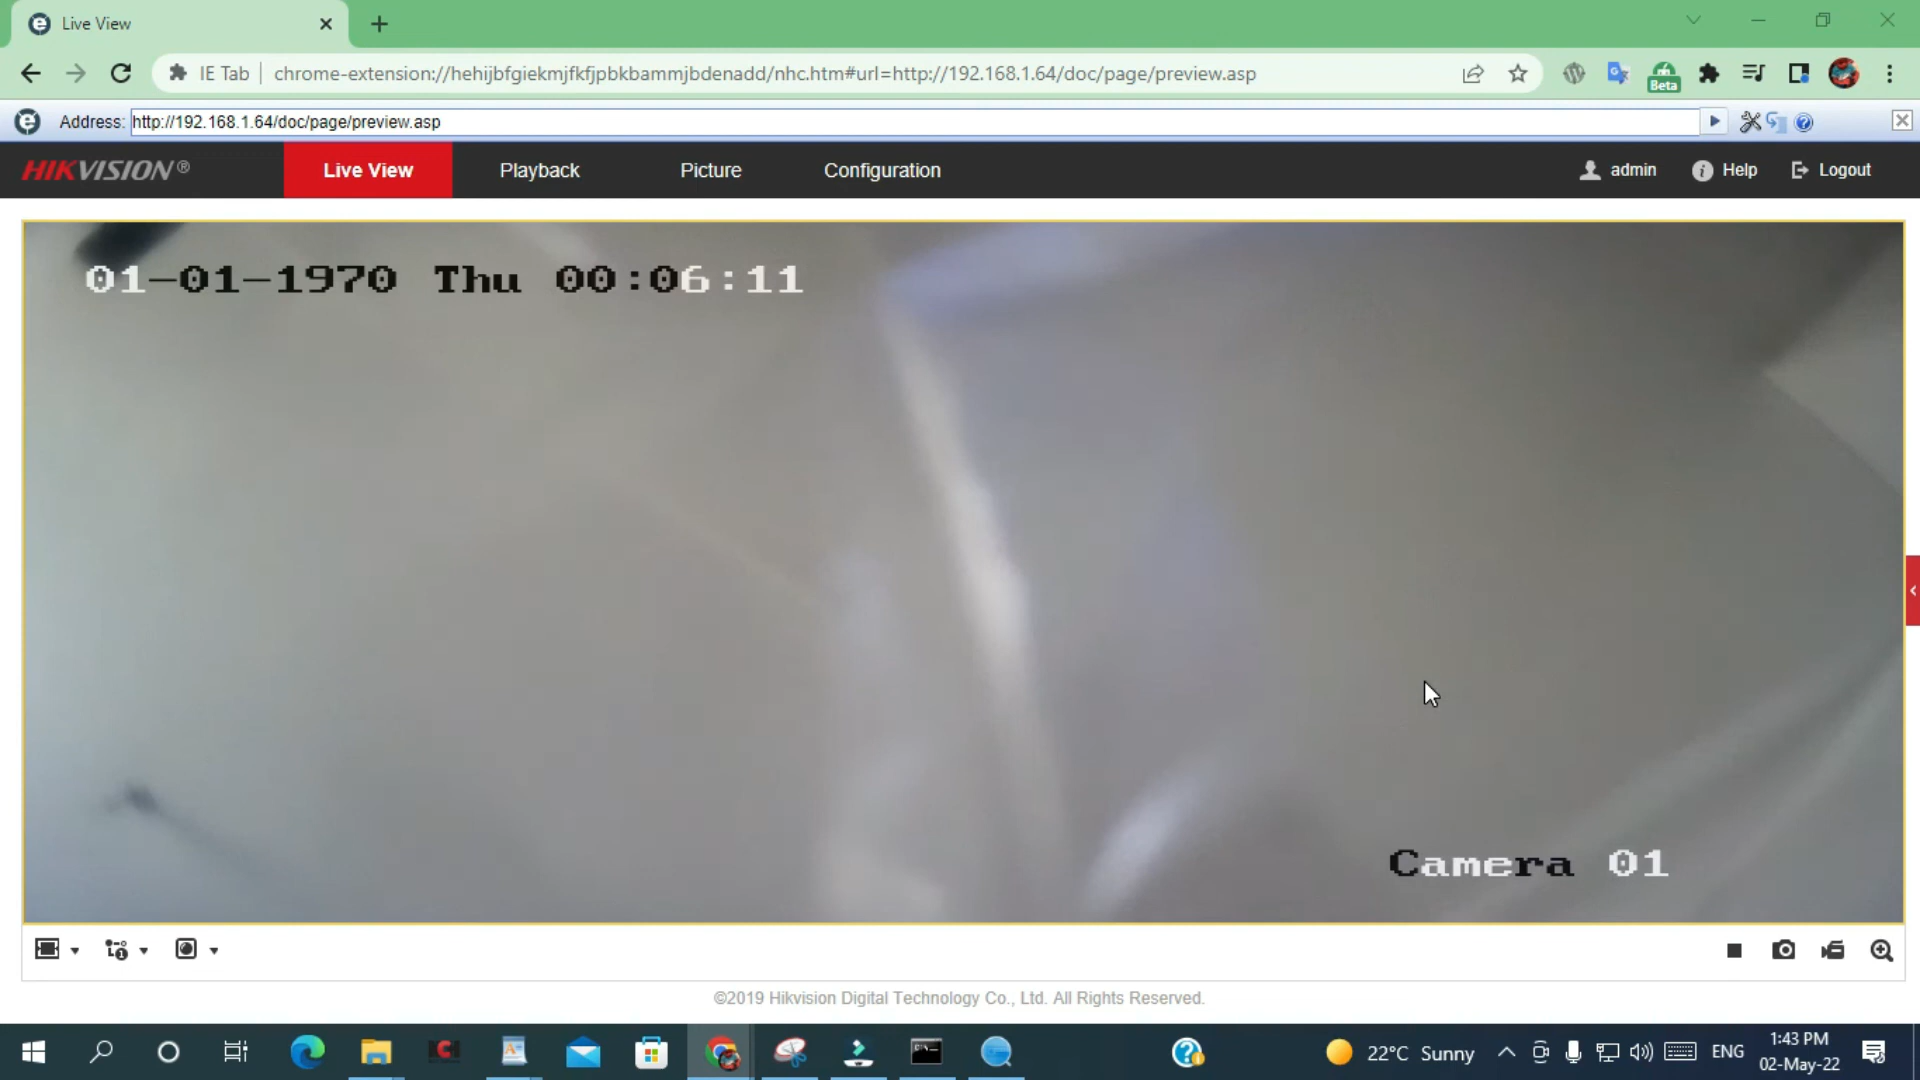 Live View
IE Tab
chrome-extension://hehijbfgiekmjfkfjpbkbammjbdenadd/nhc.htm#url=http://192.168.1.64/doc/page/preview.asp
Beta
Address: http://192.168.1.64/doc/page/preview.asp
HIKVISION®
Live View
Playback
Picture
Configuration
admin
Help
Logout
01-01-1970 Thu 00:06:11
Camera 01
©2019 Hikvision Digital Technology Co., Ltd. All Rights Reserved.
22°C Sunny
ENG
1:43 PM
02-May-22